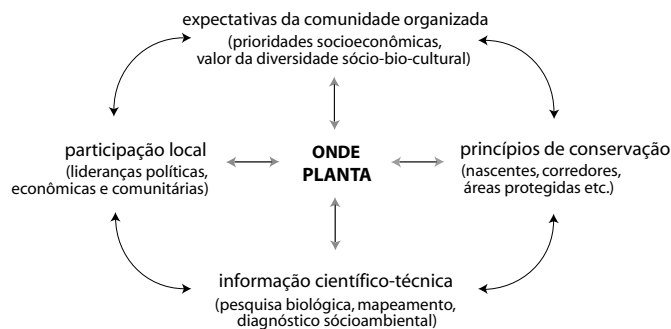 expectativas da comunidade organizada
(prioridades socioeconômicas,
valor da diversidade sócio-bio-cultural)
participação local
(lideranças políticas,
econômicas e comunitárias)
ONDE
PLANTA
princípios de conservação
(nascentes, corredores,
áreas protegidas etc.)
informação científico-técnica
(pesquisa biológica, mapeamento,
diagnóstico sócioambiental)